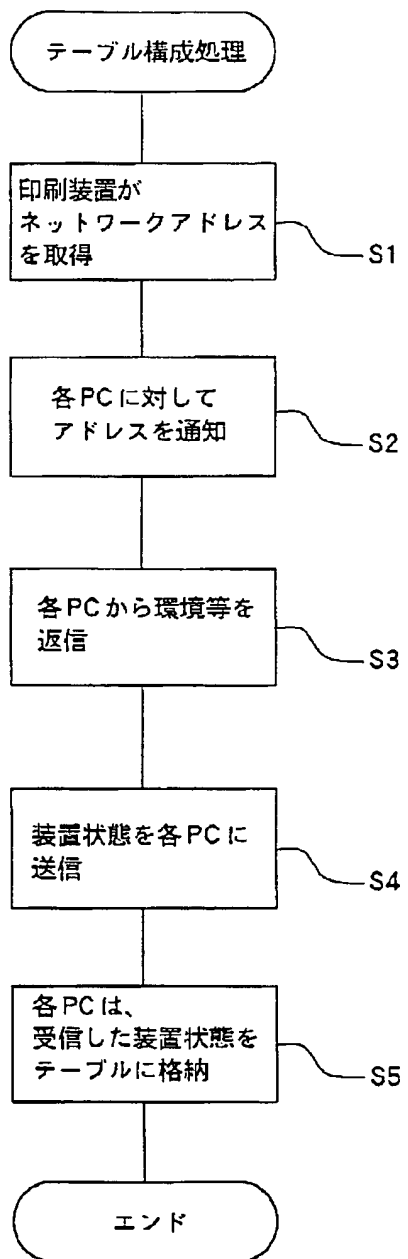 テーブル構成処理
印刷装置が
ネットワークアドレス
を取得
S1
各PCに対して
アドレスを通知
S2
各PCから環境等を
返信
S3
装置状態を各PCに
送信
S4
各PCは、
受信した装置状態を
テーブルに格納
S5
エンド